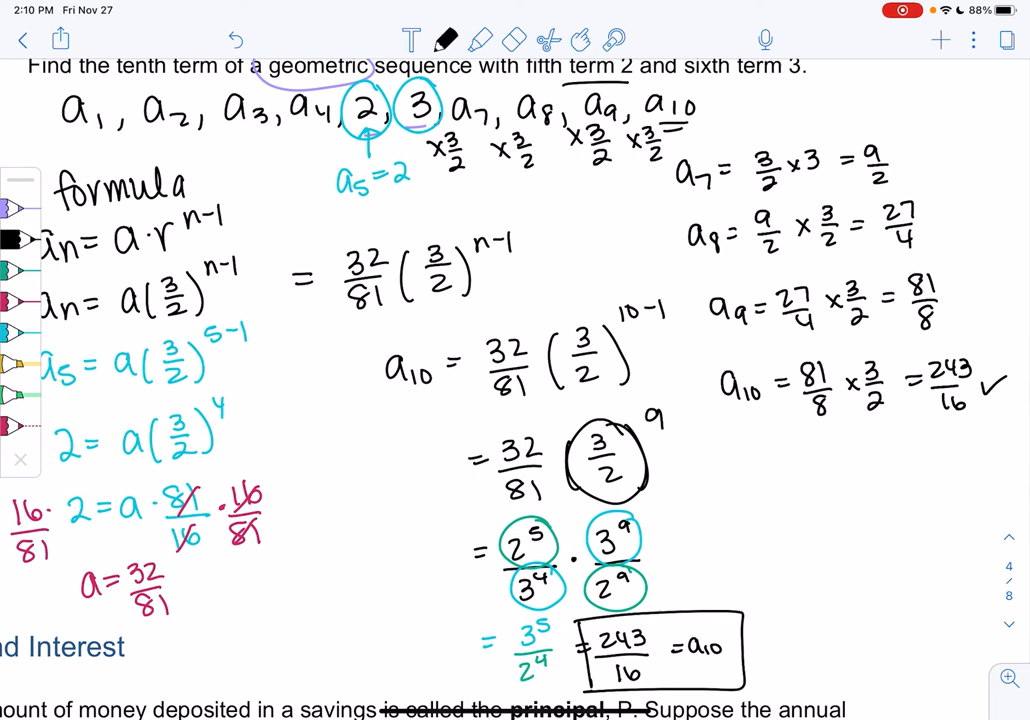 2:10 PM Fri Nov 27
88%
T
Find the tenth term of a geometric sequence with fifth term 2 and sixth term 3.
a₁, a₂, a₃, a₄, 2, 3, a₇, a₈, a₉, a₁₀
×3/2 ×3/2 ×3/2 ×3/2
a₅=2
formula
an = a·r^(n-1)
an = a(3/2)^(n-1)
a₅ = a(3/2)^(5-1)
2 = a(3/2)^4
16/81 · 2 = a · 81/16 · 16/81
a = 32/81
= 32/81 (3/2)^(n-1)
a₁₀ = 32/81 (3/2)^(10-1)
= 32/81 (3/2)^9
= 2^5/3^4 · 3^9/2^9
= 3^5/2^4 = 243/16 = a₁₀
a₇ = 3/2 × 3 = 9/2
a₈ = 9/2 × 3/2 = 27/4
a₉ = 27/4 × 3/2 = 81/8
a₁₀ = 81/8 × 3/2 = 243/16 ✓
4
/
8
nd Interest
mount of money deposited in a savings is called the principal, P. Suppose the annual